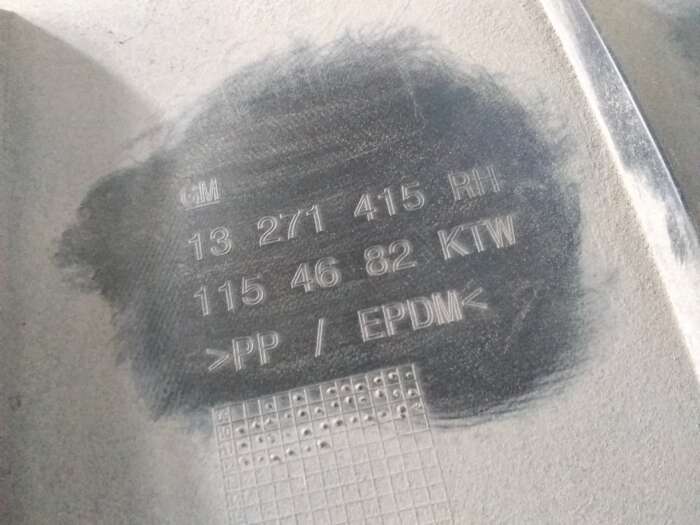 GM
13 271 415 RH
115 46 82 KTW
>PP / EPDM<